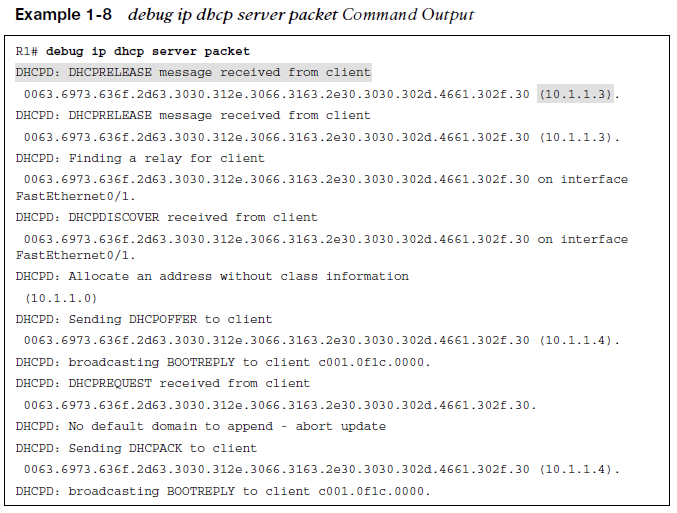 Example 1-8 debug ip dhcp server packet Command Output
R1# debug ip dhcp server packet
DHCPD: DHCPRELEASE message received from client
0063.6973.636f.2d63.3030.312e.3066.3163.2e30.3030.302d.4661.302f.30 (10.1.1.3).
DHCPD: DHCPRELEASE message received from client
0063.6973.636f.2d63.3030.312e.3066.3163.2e30.3030.302d.4661.302f.30 (10.1.1.3).
DHCPD: Finding a relay for client
0063.6973.636f.2d63.3030.312e.3066.3163.2e30.3030.302d.4661.302f.30 on interface
FastEthernet0/1.
DHCPD: DHCPDISCOVER received from client
0063.6973.636f.2d63.3030.312e.3066.3163.2e30.3030.302d.4661.302f.30 on interface
FastEthernet0/1.
DHCPD: Allocate an address without class information
(10.1.1.0)
DHCPD: Sending DHCPOFFER to client
0063.6973.636f.2d63.3030.312e.3066.3163.2e30.3030.302d.4661.302f.30 (10.1.1.4).
DHCPD: broadcasting BOOTREPLY to client c001.0f1c.0000.
DHCPD: DHCPREQUEST received from client
0063.6973.636f.2d63.3030.312e.3066.3163.2e30.3030.302d.4661.302f.30.
DHCPD: No default domain to append - abort update
DHCPD: Sending DHCPACK to client
0063.6973.636f.2d63.3030.312e.3066.3163.2e30.3030.302d.4661.302f.30 (10.1.1.4).
DHCPD: broadcasting BOOTREPLY to client c001.0f1c.0000.